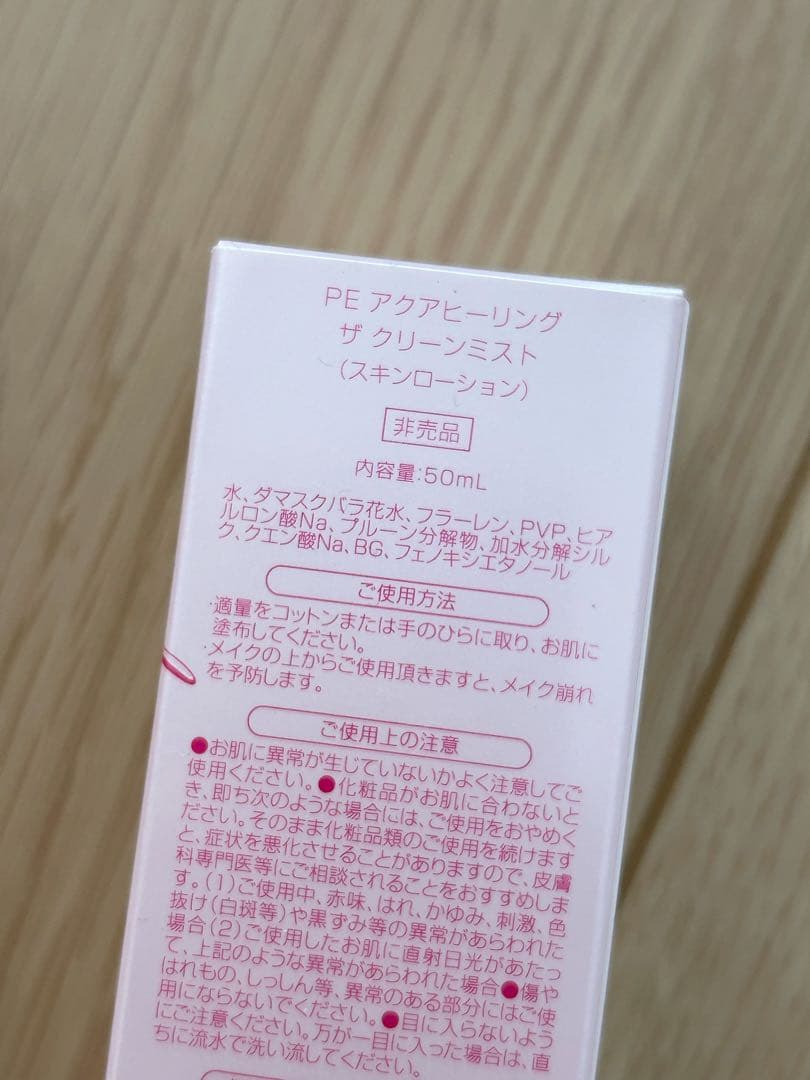 PE アクアヒーリング
ザ クリーンミスト
（スキンローション）
非売品
内容量:50mL
水、ダマスクバラ花水、フラーレン、PVP、ヒア
ルロン酸Na、プルーン分解物、加水分解シル
ク、クエン酸Na、BG、フェノキシエタノール
ご使用方法
・適量をコットンまたは手のひらに取り、お肌に
塗布してください。
・メイクの上からご使用頂きますと、メイク崩れ
を予防します。
ご使用上の注意
●お肌に異常が生じていないかよく注意してご
使用ください。●化粧品がお肌に合わないと
き、即ち次のような場合には、ご使用をおやめく
ださい。そのまま化粧品類のご使用を続けます
と、症状を悪化させることがありますので、皮膚
科専門医等にご相談されることをおすすめしま
す。(1)ご使用中、赤味、はれ、かゆみ、刺激、色
抜け(白斑等)や黒ずみ等の異常があらわれた
場合(2)ご使用したお肌に直射日光があたっ
て、上記のような異常があらわれた場合●傷や
はれもの、しっしん等、異常のある部分にはご使
用にならないでください。●目に入らないよう
にご注意ください。万が一目に入った場合は、直
ちに流水で洗い流してください。